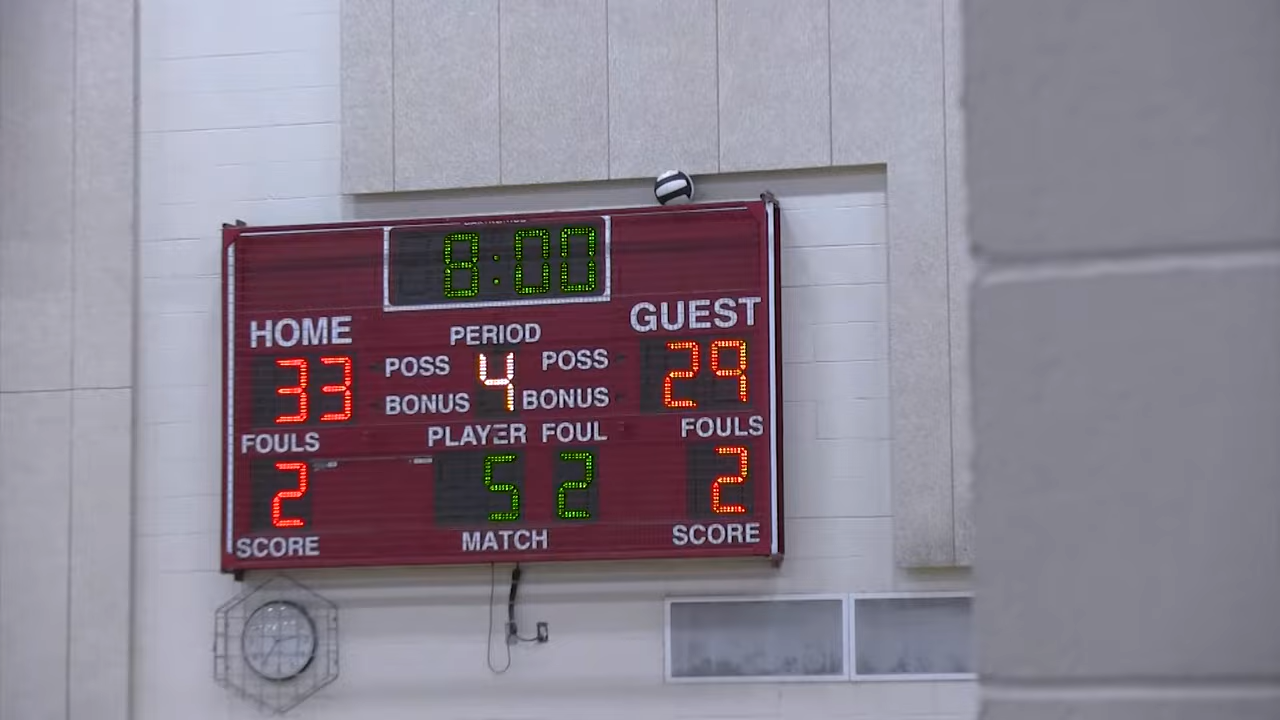 8:00
HOME PERIOD GUEST
33 POSS 4 POSS 29
BONUS BONUS
FOULS PLAYER FOUL FOULS
2 5 2 2
SCORE MATCH SCORE